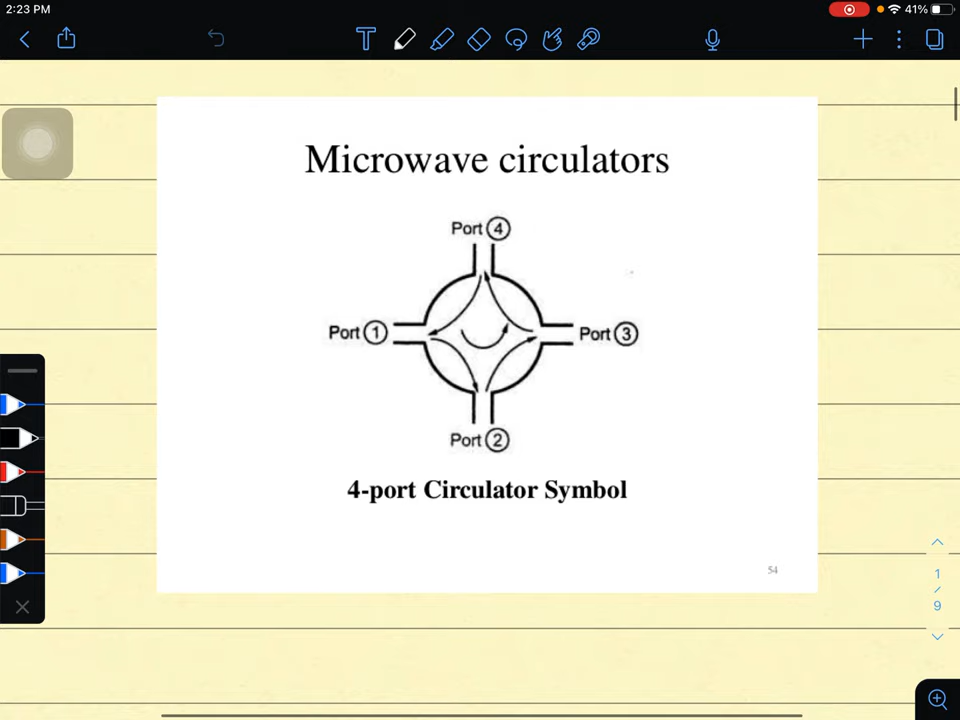 2:23 PM
41%
T
Microwave circulators
Port 4
Port 1
Port 3
Port 2
4-port Circulator Symbol
54
1
/
9